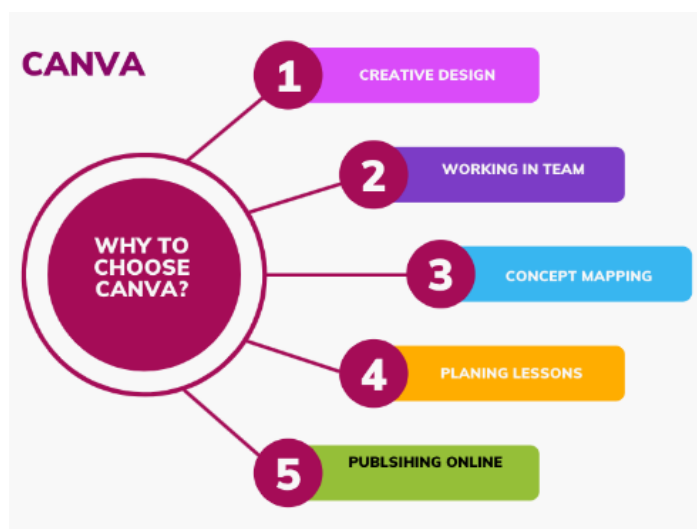 CANVA
1
CREATIVE DESIGN
2
WORKING IN TEAM
WHY TO
CHOOSE
CANVA?
3
CONCEPT MAPPING
4
PLANING LESSONS
5
PUBLSIHING ONLINE